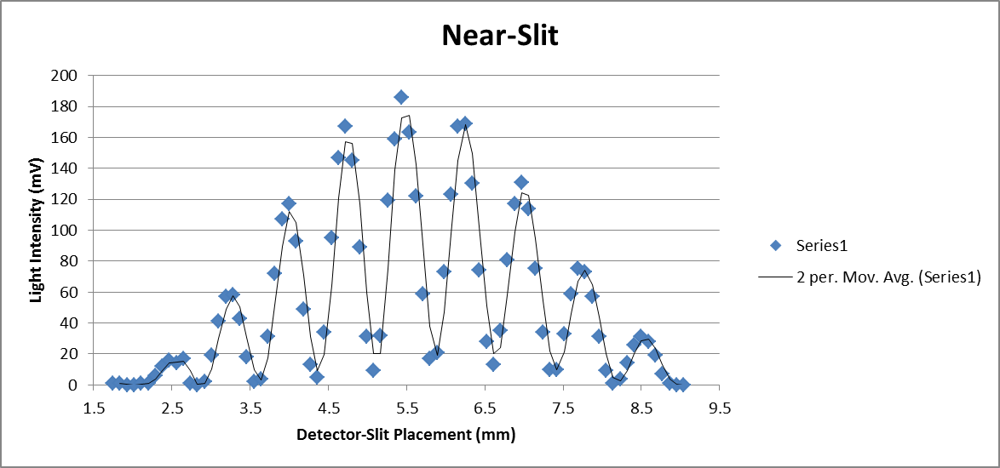 Near-Slit
Light Intensity (mV)
200
180
160
140
120
100
80
60
40
20
0
1.5 2.5 3.5 4.5 5.5 6.5 7.5 8.5 9.5
Detector-Slit Placement (mm)
Series1
2 per. Mov. Avg. (Series1)